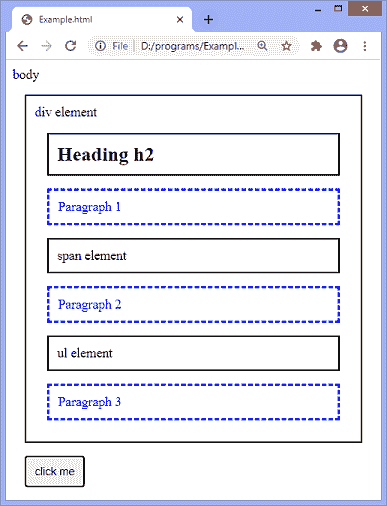 Example.html
File
D:/programs/Exampl...
body
div element
Heading h2
Paragraph 1
span element
Paragraph 2
ul element
Paragraph 3
click me